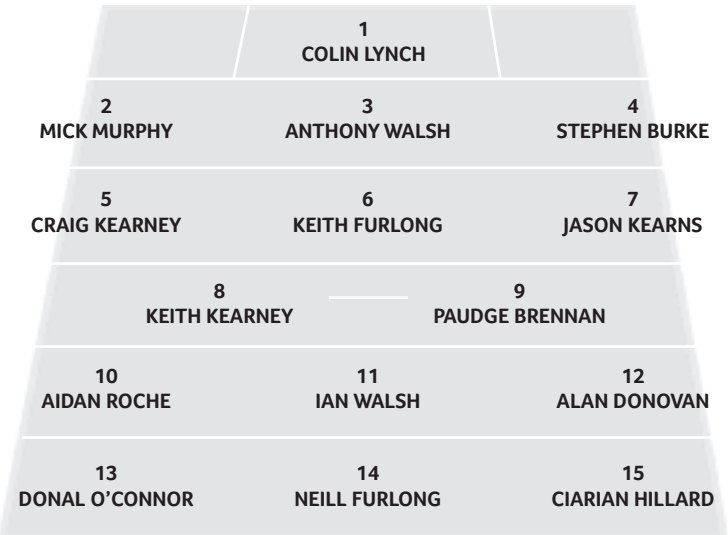 1
COLIN LYNCH
2 3 4
MICK MURPHY ANTHONY WALSH STEPHEN BURKE
5 6 7
CRAIG KEARNEY KEITH FURLONG JASON KEARNS
8 9
KEITH KEARNEY PAUDGE BRENNAN
10 11 12
AIDAN ROCHE IAN WALSH ALAN DONOVAN
13 14 15
DONAL O’CONNOR NEILL FURLONG CIARIAN HILLARD